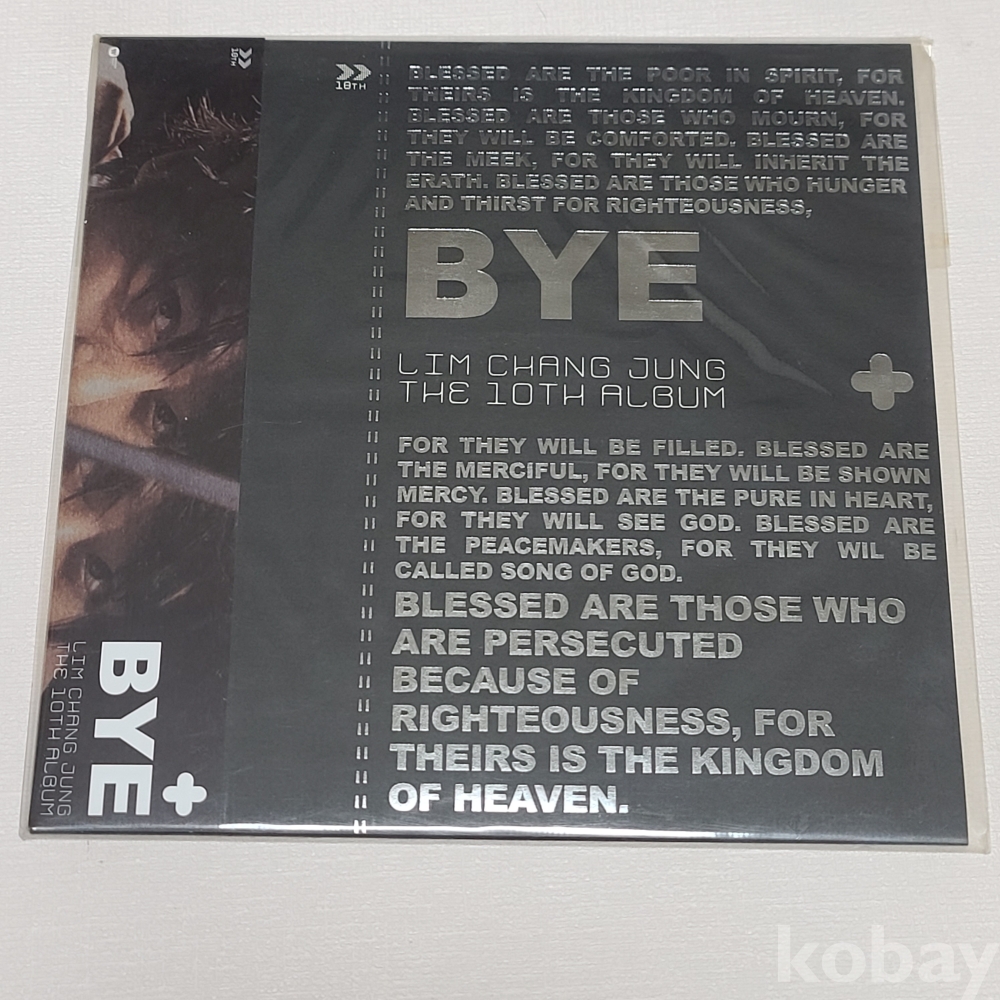 10TH
10TH
BLESSED ARE THE POOR IN SPIRIT, FOR
THEIRS IS THE KINGDOM OF HEAVEN.
BLESSED ARE THOSE WHO MOURN, FOR
THEY WILL BE COMFORTED. BLESSED ARE
THE MEEK, FOR THEY WILL INHERIT THE
ERATH. BLESSED ARE THOSE WHO HUNGER
AND THIRST FOR RIGHTEOUSNESS,
BYE
LIM CHANG JUNG
THE 10TH ALBUM
FOR THEY WILL BE FILLED. BLESSED ARE
THE MERCIFUL, FOR THEY WILL BE SHOWN
MERCY. BLESSED ARE THE PURE IN HEART,
FOR THEY WILL SEE GOD. BLESSED ARE
THE PEACEMAKERS, FOR THEY WIL BE
CALLED SONG OF GOD.
BLESSED ARE THOSE WHO
ARE PERSECUTED
BECAUSE OF
RIGHTEOUSNESS, FOR
THEIRS IS THE KINGDOM
OF HEAVEN.
BYE
LIM CHANG JUNG
THE 10TH ALBUM
kobay